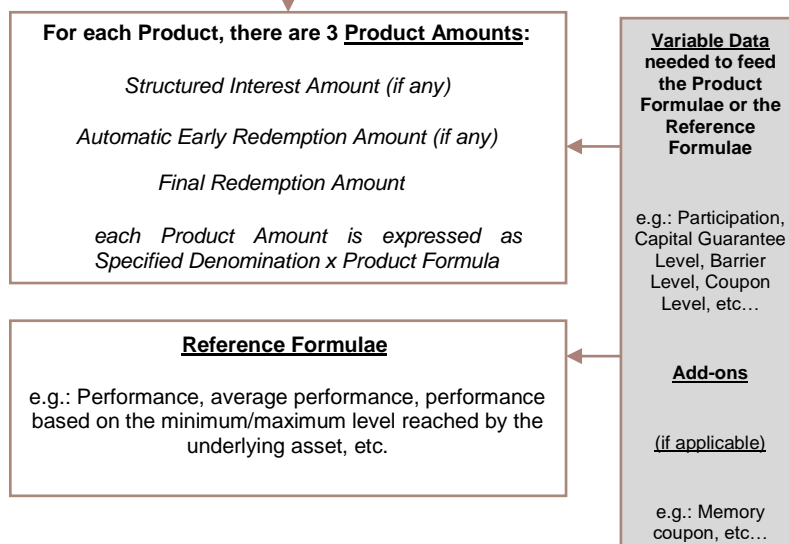 For each Product, there are 3 Product Amounts:
Structured Interest Amount (if any)
Automatic Early Redemption Amount (if any)
Final Redemption Amount
each Product Amount is expressed as
Specified Denomination x Product Formula
Reference Formulae
e.g.: Performance, average performance, performance
based on the minimum/maximum level reached by the
underlying asset, etc.
Variable Data
needed to feed
the Product
Formulae or the
Reference
Formulae
e.g.: Participation,
Capital Guarantee
Level, Barrier
Level, Coupon
Level, etc…
Add-ons
(if applicable)
e.g.: Memory
coupon, etc…